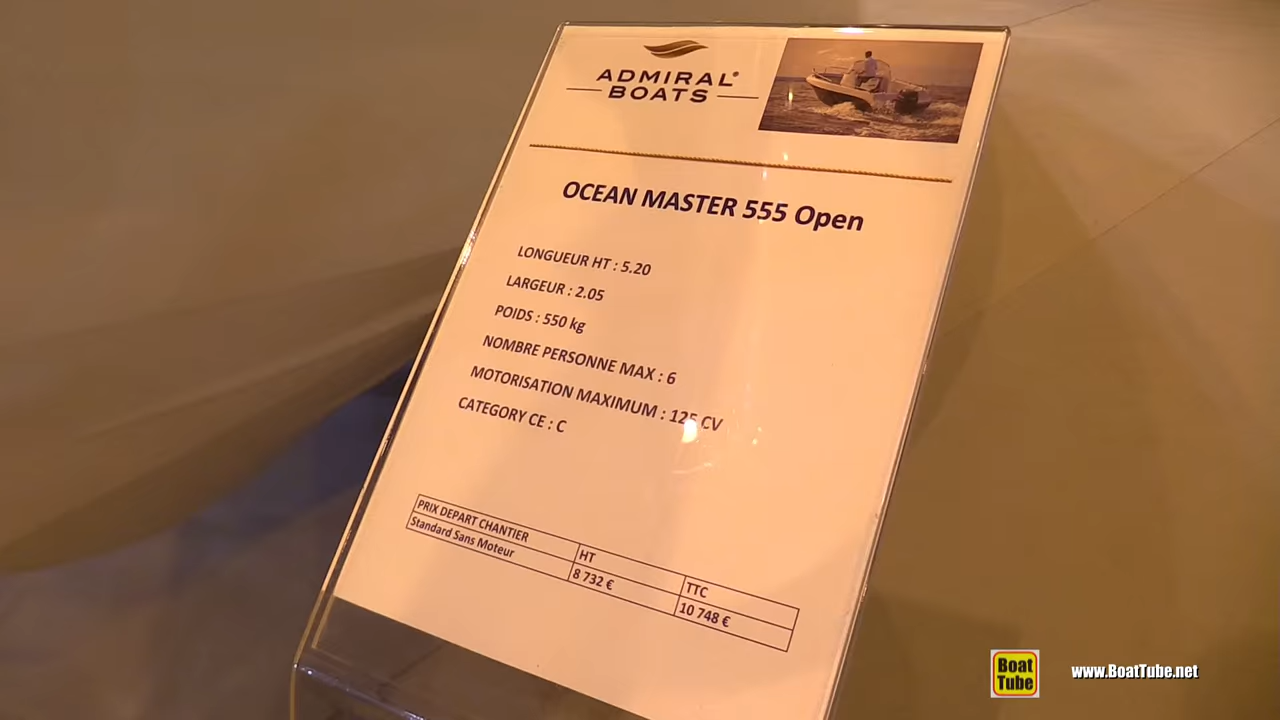 ADMIRAL®
BOATS
OCEAN MASTER 555 Open
LONGUEUR HT : 5.20
LARGEUR : 2.05
POIDS : 550 kg
NOMBRE PERSONNE MAX : 6
MOTORISATION MAXIMUM : 125 CV
CATEGORY CE : C
PRIX DEPART CHANTIER HT TTC
Standard Sans Moteur 8 732 € 10 748 €
Boat
Tube
www.BoatTube.net